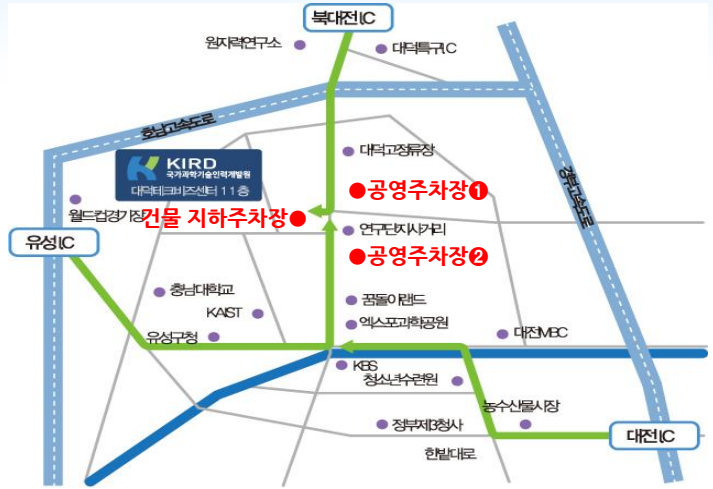 북대전IC
원자력연구소
대덕특구IC
호남고속도로
대덕고정류장
KIRD
국가과학기술인력개발원
대덕테크비즈센터 11층
경부고속도로
●공영주차장❶
월드컵경기장
건물 지하주차장●
연구단지사거리
유성IC
●공영주차장❷
충남대학교
꿈돌이랜드
KAIST
엑스포과학공원
유성구청
대전MBC
KBS
청소년수련원
농수산물시장
정부제3청사
대전IC
한밭대로